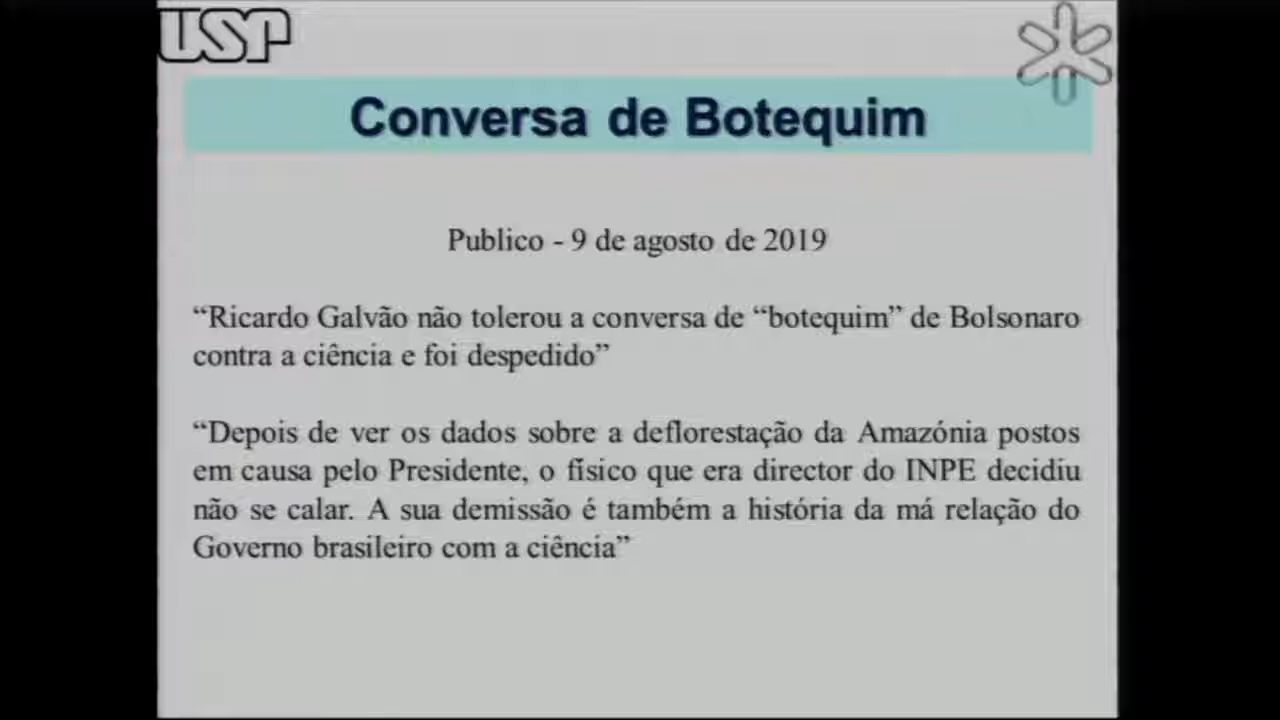 USP
Conversa de Botequim
Publico - 9 de agosto de 2019
“Ricardo Galvão não tolerou a conversa de “botequim” de Bolsonaro
contra a ciência e foi despedido”
“Depois de ver os dados sobre a deflorestação da Amazónia postos
em causa pelo Presidente, o físico que era director do INPE decidiu
não se calar. A sua demissão é também a história da má relação do
Governo brasileiro com a ciência”